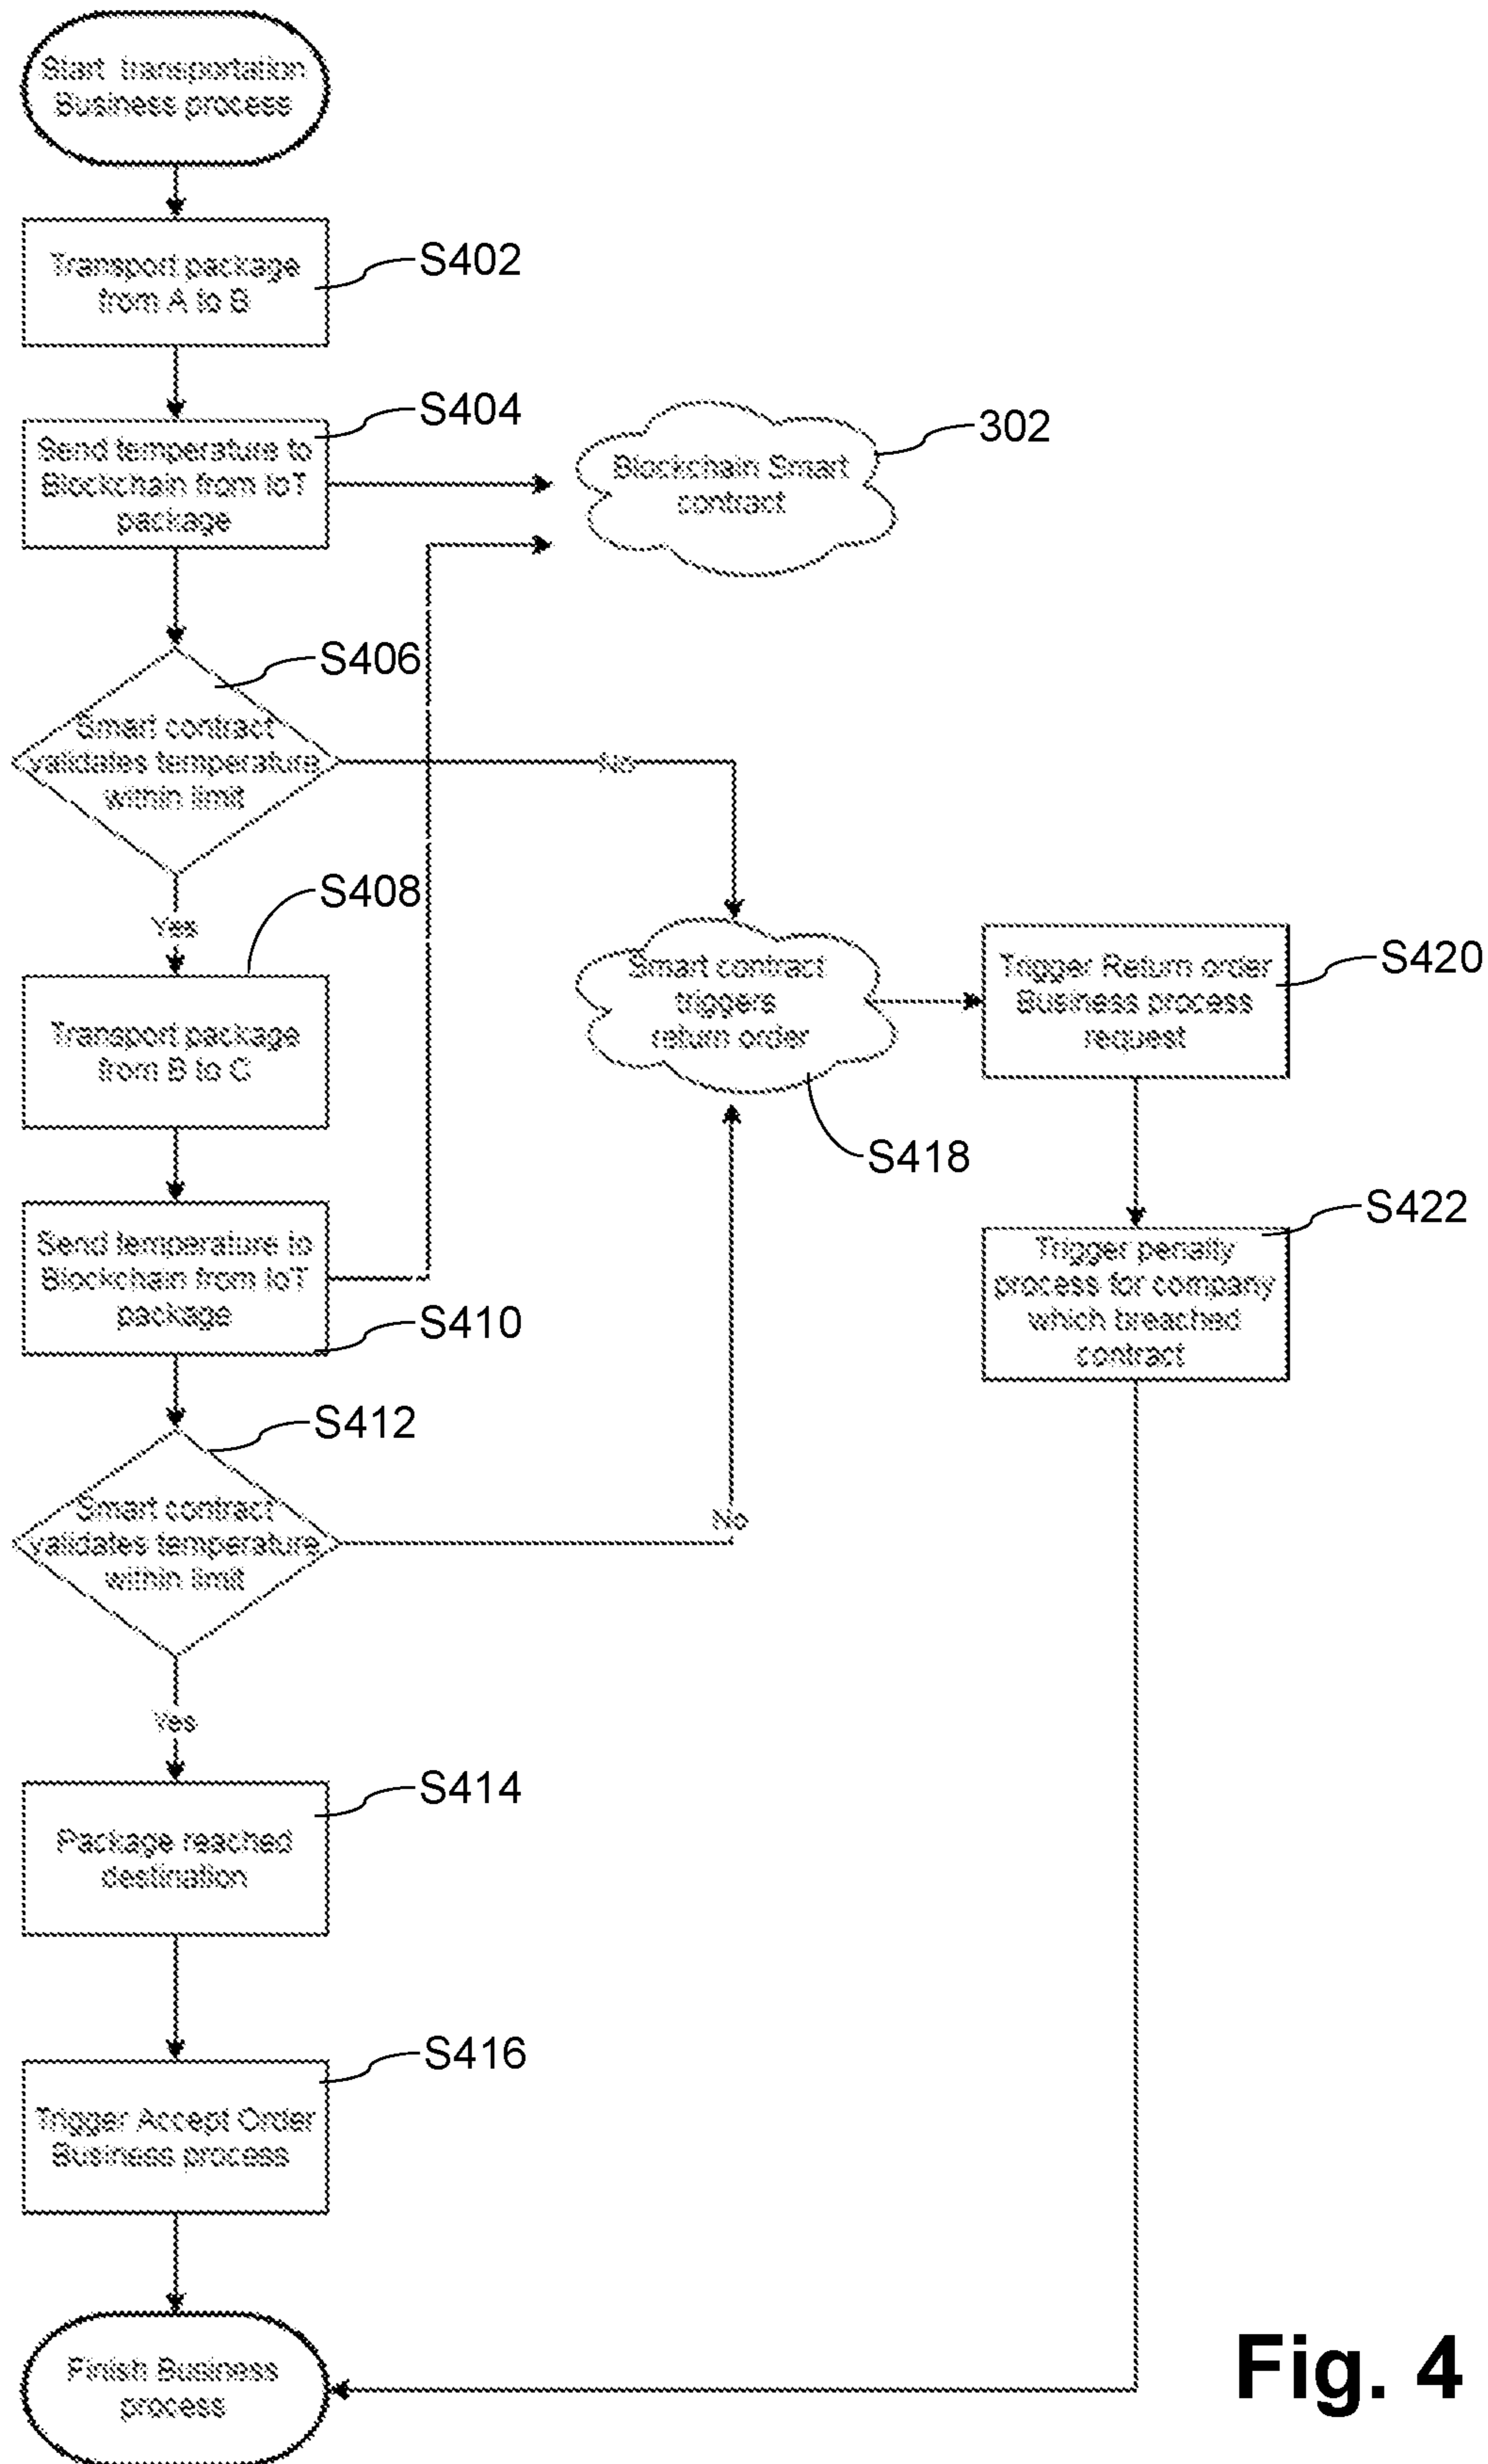 Start transportation
Business process
Transport package
from A to B
S402
Send temperature to
Blockchain from IoT
package
S404
Blockchain Smart
contract
302
Smart contract
validates temperature
within limit
S406
No
Yes
Transport package
from B to C
S408
Smart contract
triggers
return order
S418
Trigger Return order
Business process
request
S420
Send temperature to
Blockchain from IoT
package
S410
Trigger penalty
process for company
which breached
contract
S422
Smart contract
validates temperature
within limit
S412
No
Yes
Package reached
destination
S414
Trigger Accept Order
Business process
S416
Finish Business
process
Fig. 4